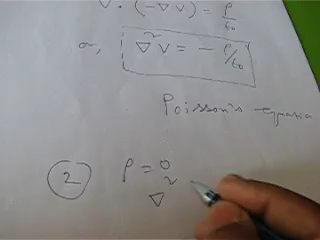 ∇ · (-∇V) = ρ/ε₀
or, ∇²V = - ρ/ε₀
Poisson's equation
② ρ = 0
∇²